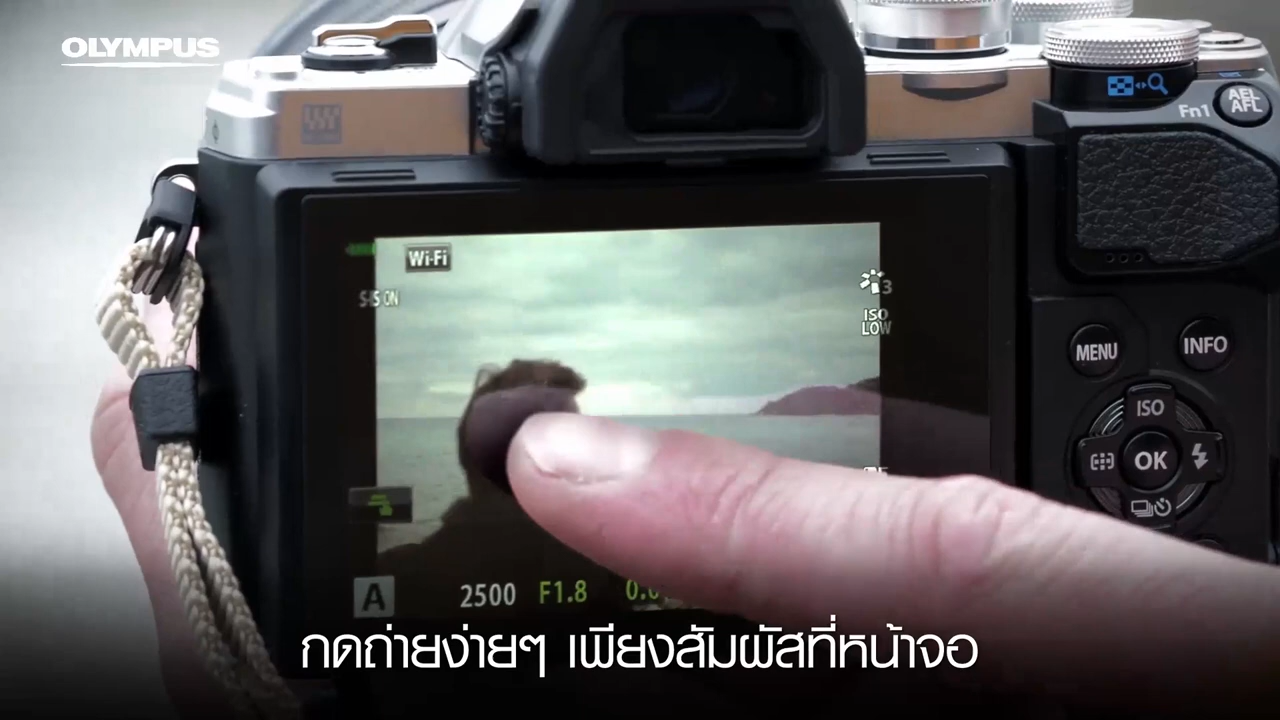 OLYMPUS
AEL
AFL
Fn1
Wi-Fi
S-IS ON
3
ISO
LOW
MENU
INFO
ISO
OK
A
2500
F1.8
กดถ่ายง่ายๆ เพียงสัมผัสที่หน้าจอ